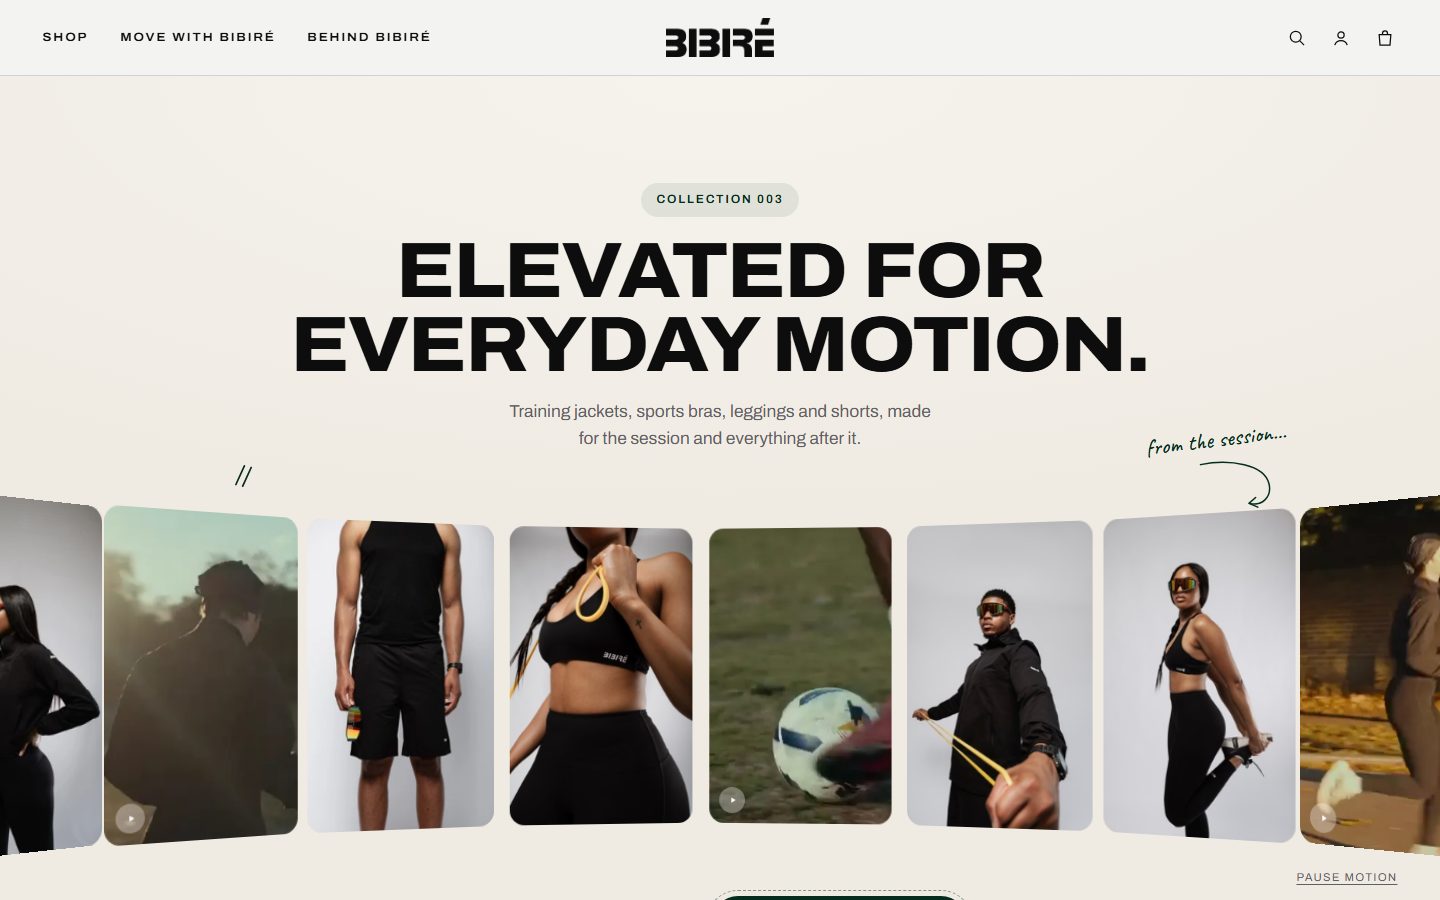 SHOP
MOVE WITH BIBIRÉ
BEHIND BIBIRÉ
BIBIRÉ
COLLECTION 003
ELEVATED FOR
EVERYDAY MOTION.
Training jackets, sports bras, leggings and shorts, made
for the session and everything after it.
from the session...
BIBIRÉ
PAUSE MOTION